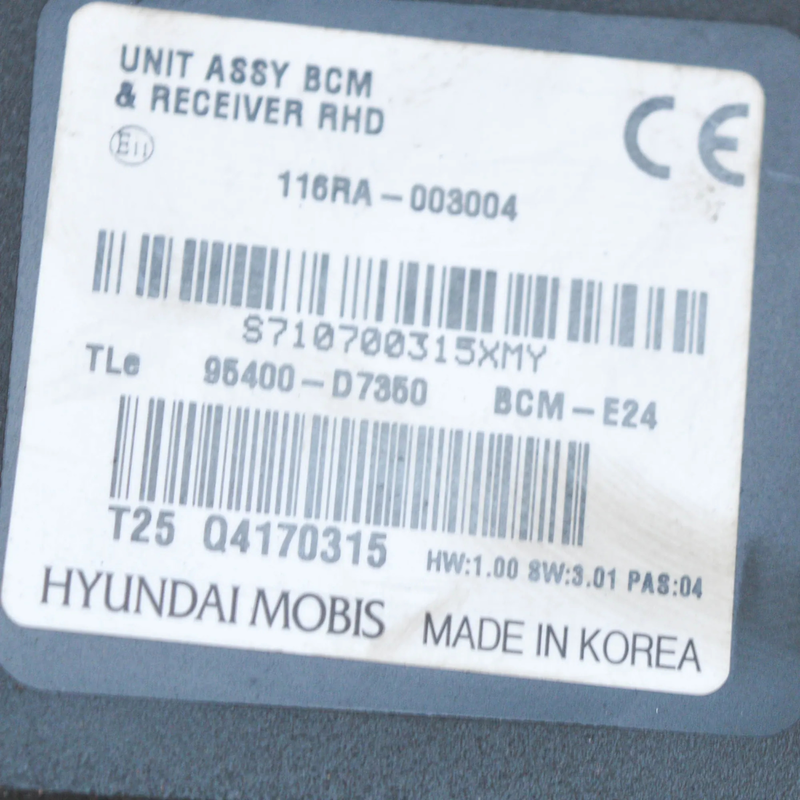 UNIT ASSY BCM
& RECEIVER RHD
CE
E11
116RA-003004
S710700315XMY
TLe 95400-D7350 BCM-E24
T25 Q4170315 HW:1.00 SW:3.01 PAS:04
HYUNDAI MOBIS MADE IN KOREA